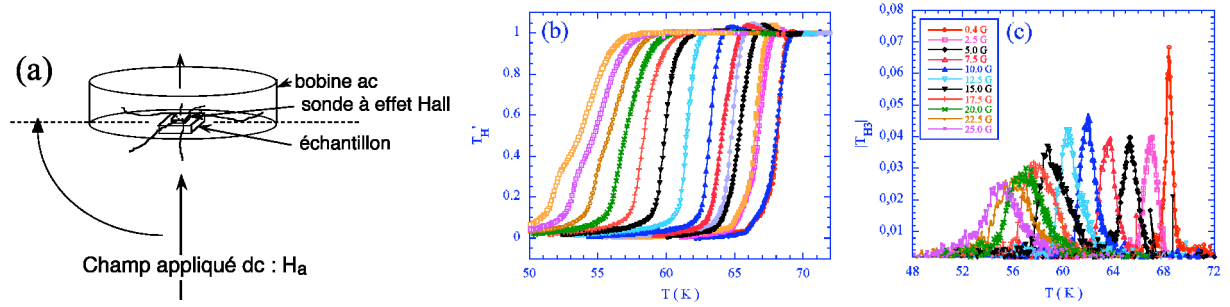 (a)
bobine ac
sonde à effet Hall
échantillon
Champ appliqué dc : Ha
(b)
T_H'
1
0.8
0.6
0.4
0.2
0
50
55
60
65
70
T (K)
(c)
|T_H3|
0,08
0,07
0,06
0,05
0,04
0,03
0,02
0,01
0,4 G
2.5 G
5.0 G
7.5 G
10.0 G
12.5 G
15.0 G
17.5 G
20.0 G
22.5 G
25.0 G
48
52
56
60
64
68
72
T (K)